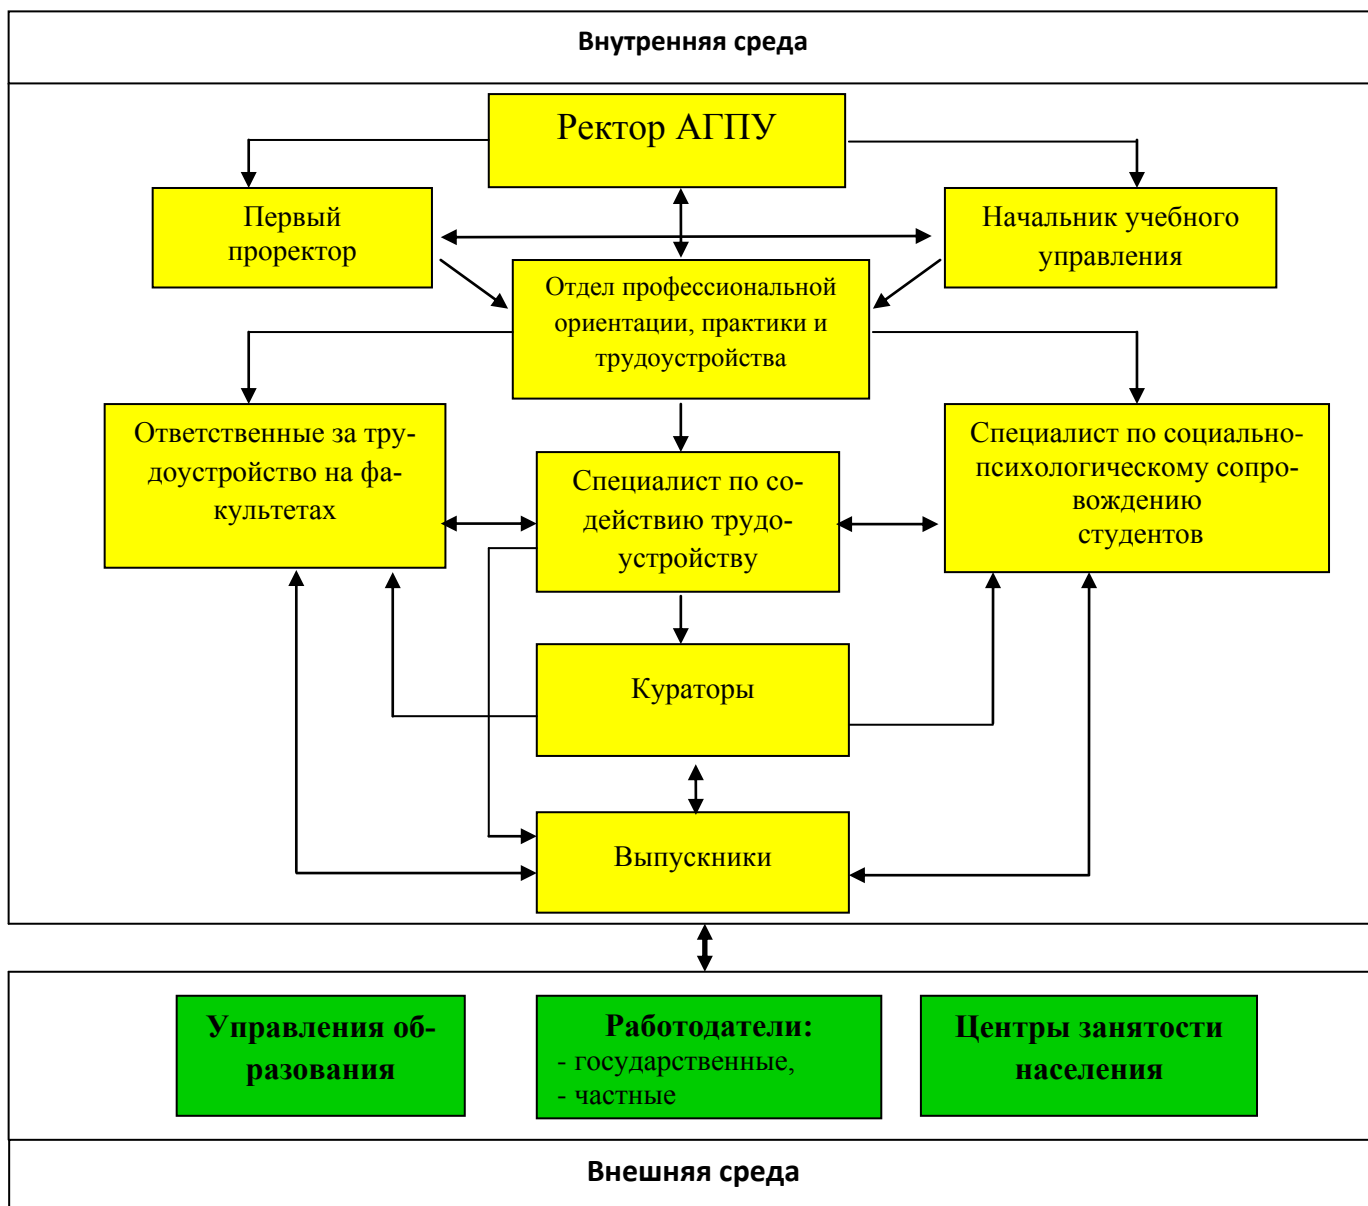 Внутренняя среда
Ректор АГПУ
Первый
проректор
Начальник учебного
управления
Отдел профессиональной
ориентации, практики и
трудоустройства
Ответственные за тру-
доустройство на фа-
культетах
Специалист по со-
действию трудо-
устройству
Специалист по социально-
психологическому сопро-
вождению
студентов
Кураторы
Выпускники
Управления об-
разования
Работодатели:
- государственные,
- частные
Центры занятости
населения
Внешняя среда